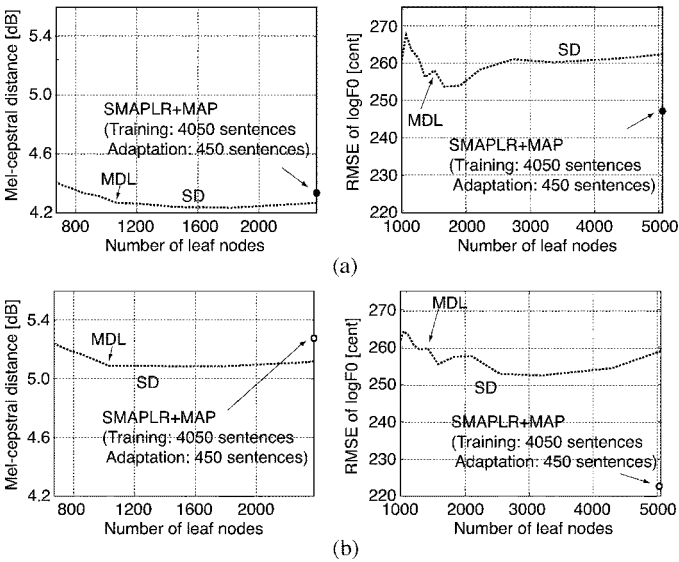 Mel-cepstral distance [dB]
5.6
5.0
4.6
4.2
SMAPLR+MAP
(Training: 4050 sentences
Adaptation: 450 sentences)
MDL
SD
800 1200 1600 2000
Number of leaf nodes
RMSE of logF0 [cent]
270
260
250
240
230
220
SD
MDL
SMAPLR+MAP
(Training: 4050 sentences
Adaptation: 450 sentences)
1000 2000 3000 4000 5000
Number of leaf nodes
(a)
Mel-cepstral distance [dB]
5.4
5.0
4.6
4.2
MDL
SD
SMAPLR+MAP
(Training: 4050 sentences
Adaptation: 450 sentences)
800 1200 1600 2000
Number of leaf nodes
RMSE of logF0 [cent]
270
260
250
240
230
220
MDL
SD
SMAPLR+MAP
(Training: 4050 sentences
Adaptation: 450 sentences)
1000 2000 3000 4000 5000
Number of leaf nodes
(b)